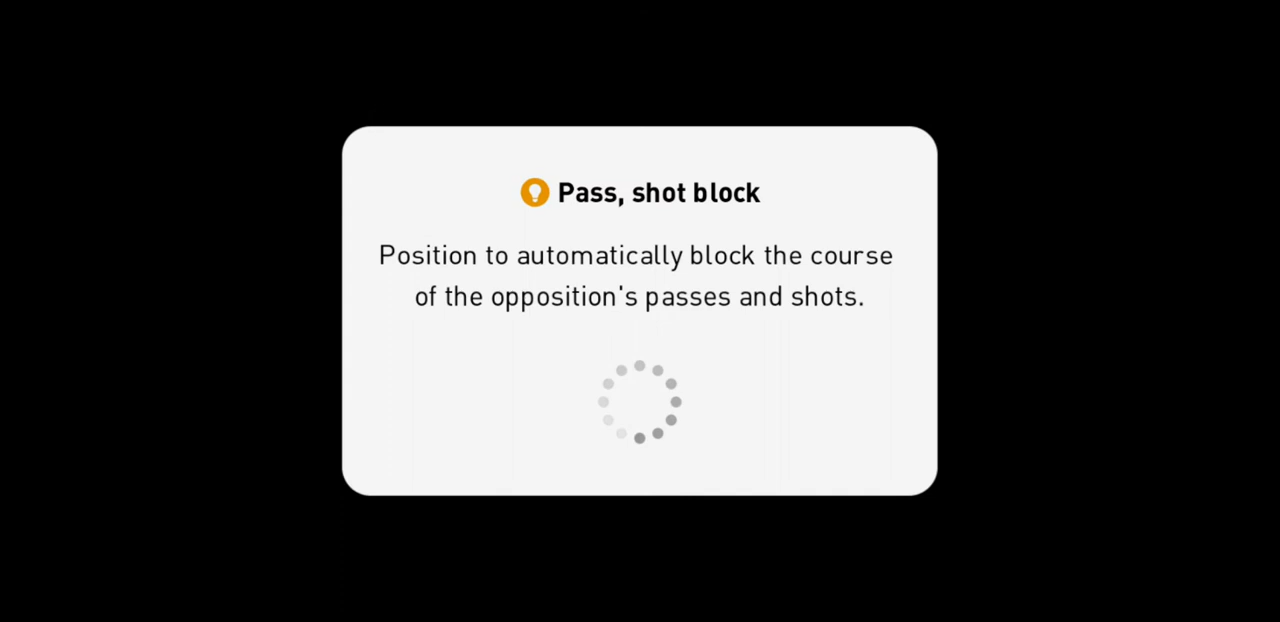 Pass, shot block
Position to automatically block the course
of the opposition's passes and shots.